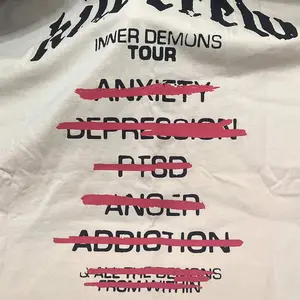 INNER DEMONS
TOUR
ANXIETY
DEPRESSION
PTSD
ANGER
ADDICTION
& ALL THE DEMONS
FROM WITHIN